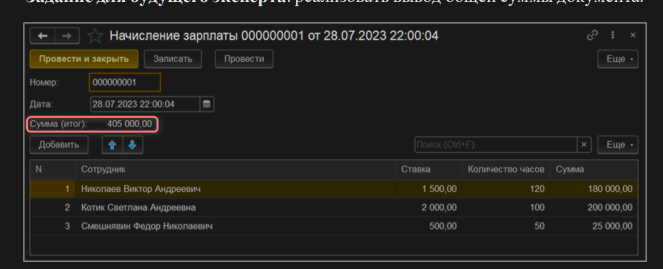 Задание для будущего эксперта: реализовать вывод общей суммы документа.
Начисление зарплаты 000000001 от 28.07.2023 22:00:04
Провести и закрыть Записать Провести Еще
Номер: 000000001
Дата: 28.07.2023 22:00:04
Сумма (итог): 405 000,00
Добавить Поиск (Ctrl+F) × Еще
N Сотрудник Ставка Количество часов Сумма
1 Николаев Виктор Андреевич 1 500,00 120 180 000,00
2 Котик Светлана Андреевна 2 000,00 100 200 000,00
3 Смешнявин Федор Николаевич 500,00 50 25 000,00